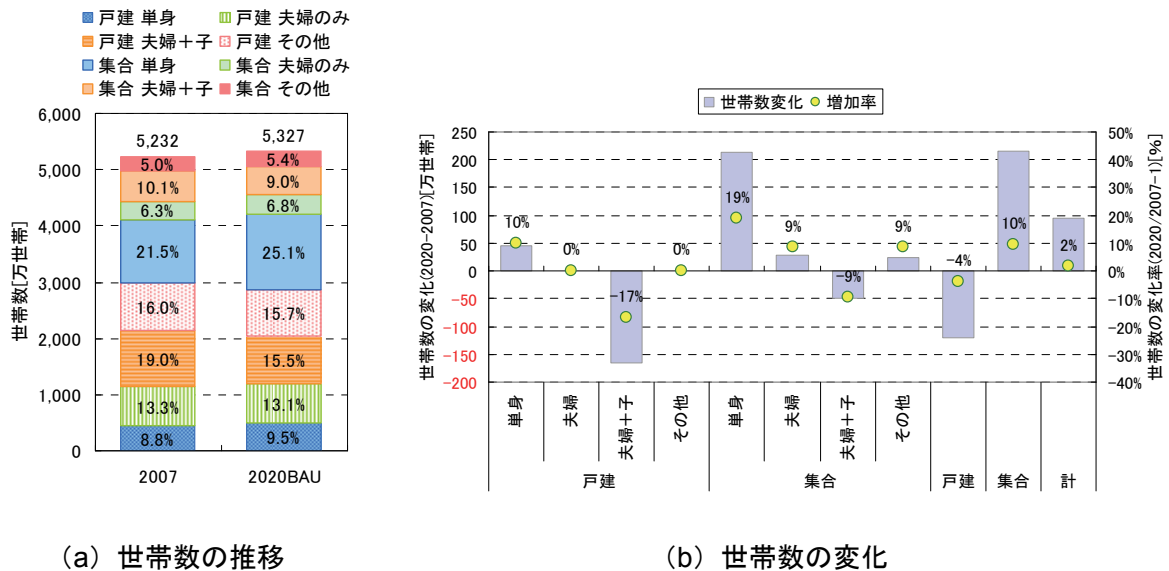 戸建 単身 戸建 夫婦のみ
戸建 夫婦＋子 戸建 その他
集合 単身 集合 夫婦のみ
集合 夫婦＋子 集合 その他
世帯数[万世帯]
6,000
5,000
4,000
3,000
2,000
1,000
0
5,232
5.0%
10.1%
6.3%
21.5%
16.0%
19.0%
13.3%
8.8%
2007
5,327
5.4%
9.0%
6.8%
25.1%
15.7%
15.5%
13.1%
9.5%
2020BAU
(a) 世帯数の推移
世帯数変化 増加率
世帯数の変化(2020-2007)[万世帯]
250
200
150
100
50
0
-50
-100
-150
-200
10%
0%
-17%
0%
19%
9%
-9%
9%
-4%
10%
2%
50%
40%
30%
20%
10%
0%
-10%
-20%
-30%
-40%
世帯数の変化率(2020/2007-1)[%]
単身
夫婦
夫婦＋子
その他
単身
夫婦
夫婦＋子
その他
戸建 集合 戸建 集合 計
(b) 世帯数の変化